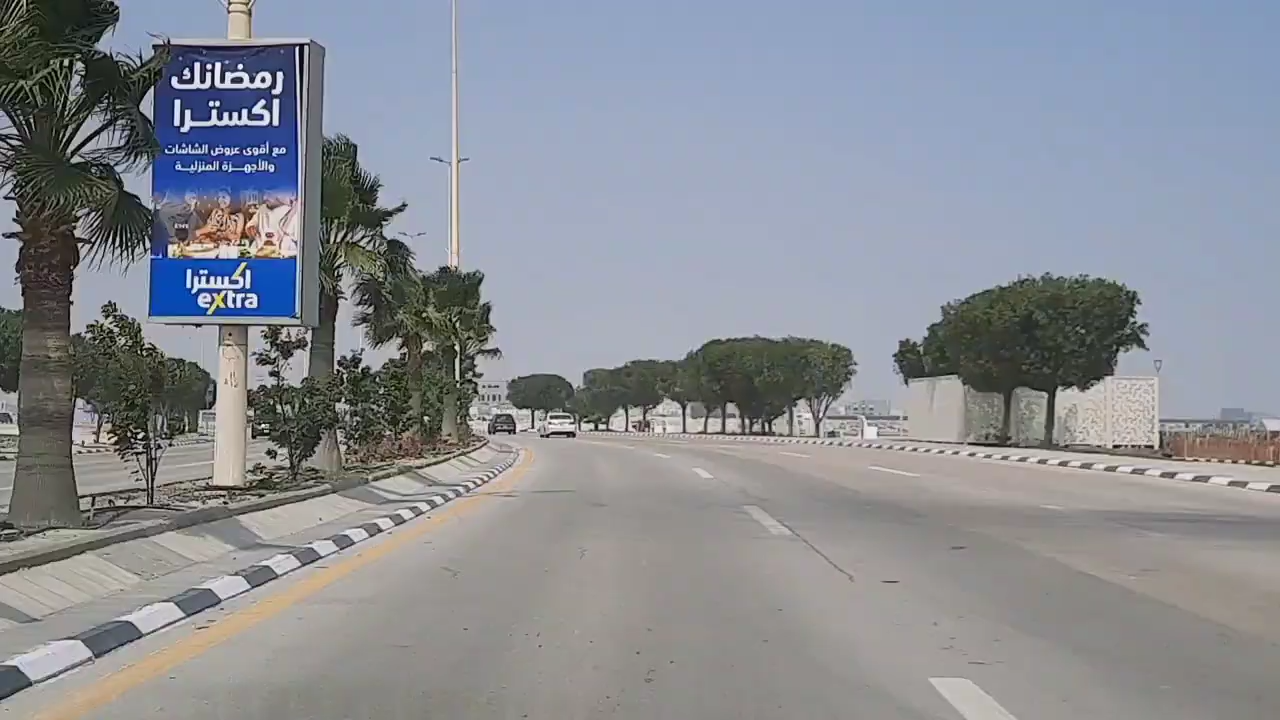 رمضانك
اكسترا
مع أقوى عروض الشاشات
والأجهزة المنزلية
اكسترا
extra